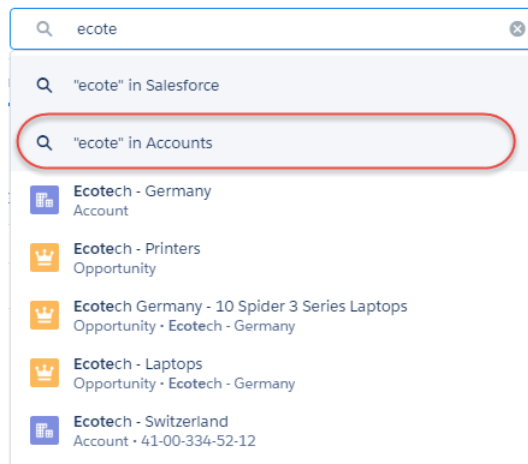 ecote
"ecote" in Salesforce
"ecote" in Accounts
Ecotech - Germany
Account
Ecotech - Printers
Opportunity
Ecotech Germany - 10 Spider 3 Series Laptops
Opportunity • Ecotech - Germany
Ecotech - Laptops
Opportunity • Ecotech - Germany
Ecotech - Switzerland
Account • 41-00-334-52-12